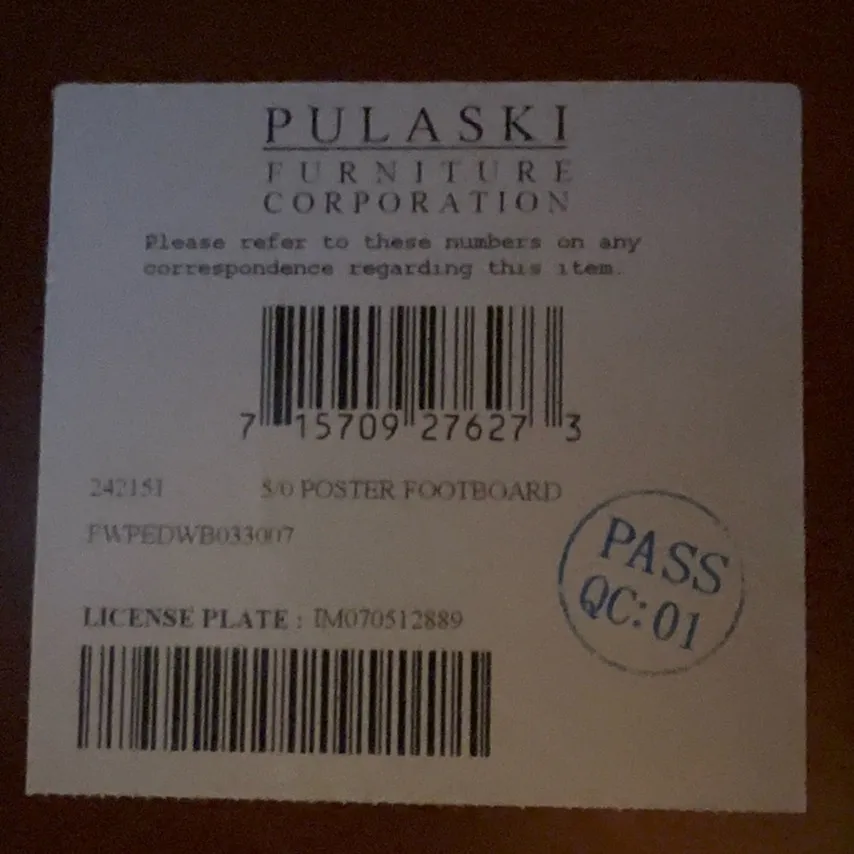 PULASKI
FURNITURE
CORPORATION
Please refer to these numbers on any
correspondence regarding this item.
7 15709 27627 3
242151 5/0 POSTER FOOTBOARD
FWPEDWB033007
LICENSE PLATE : IM070512889
PASS
QC:01